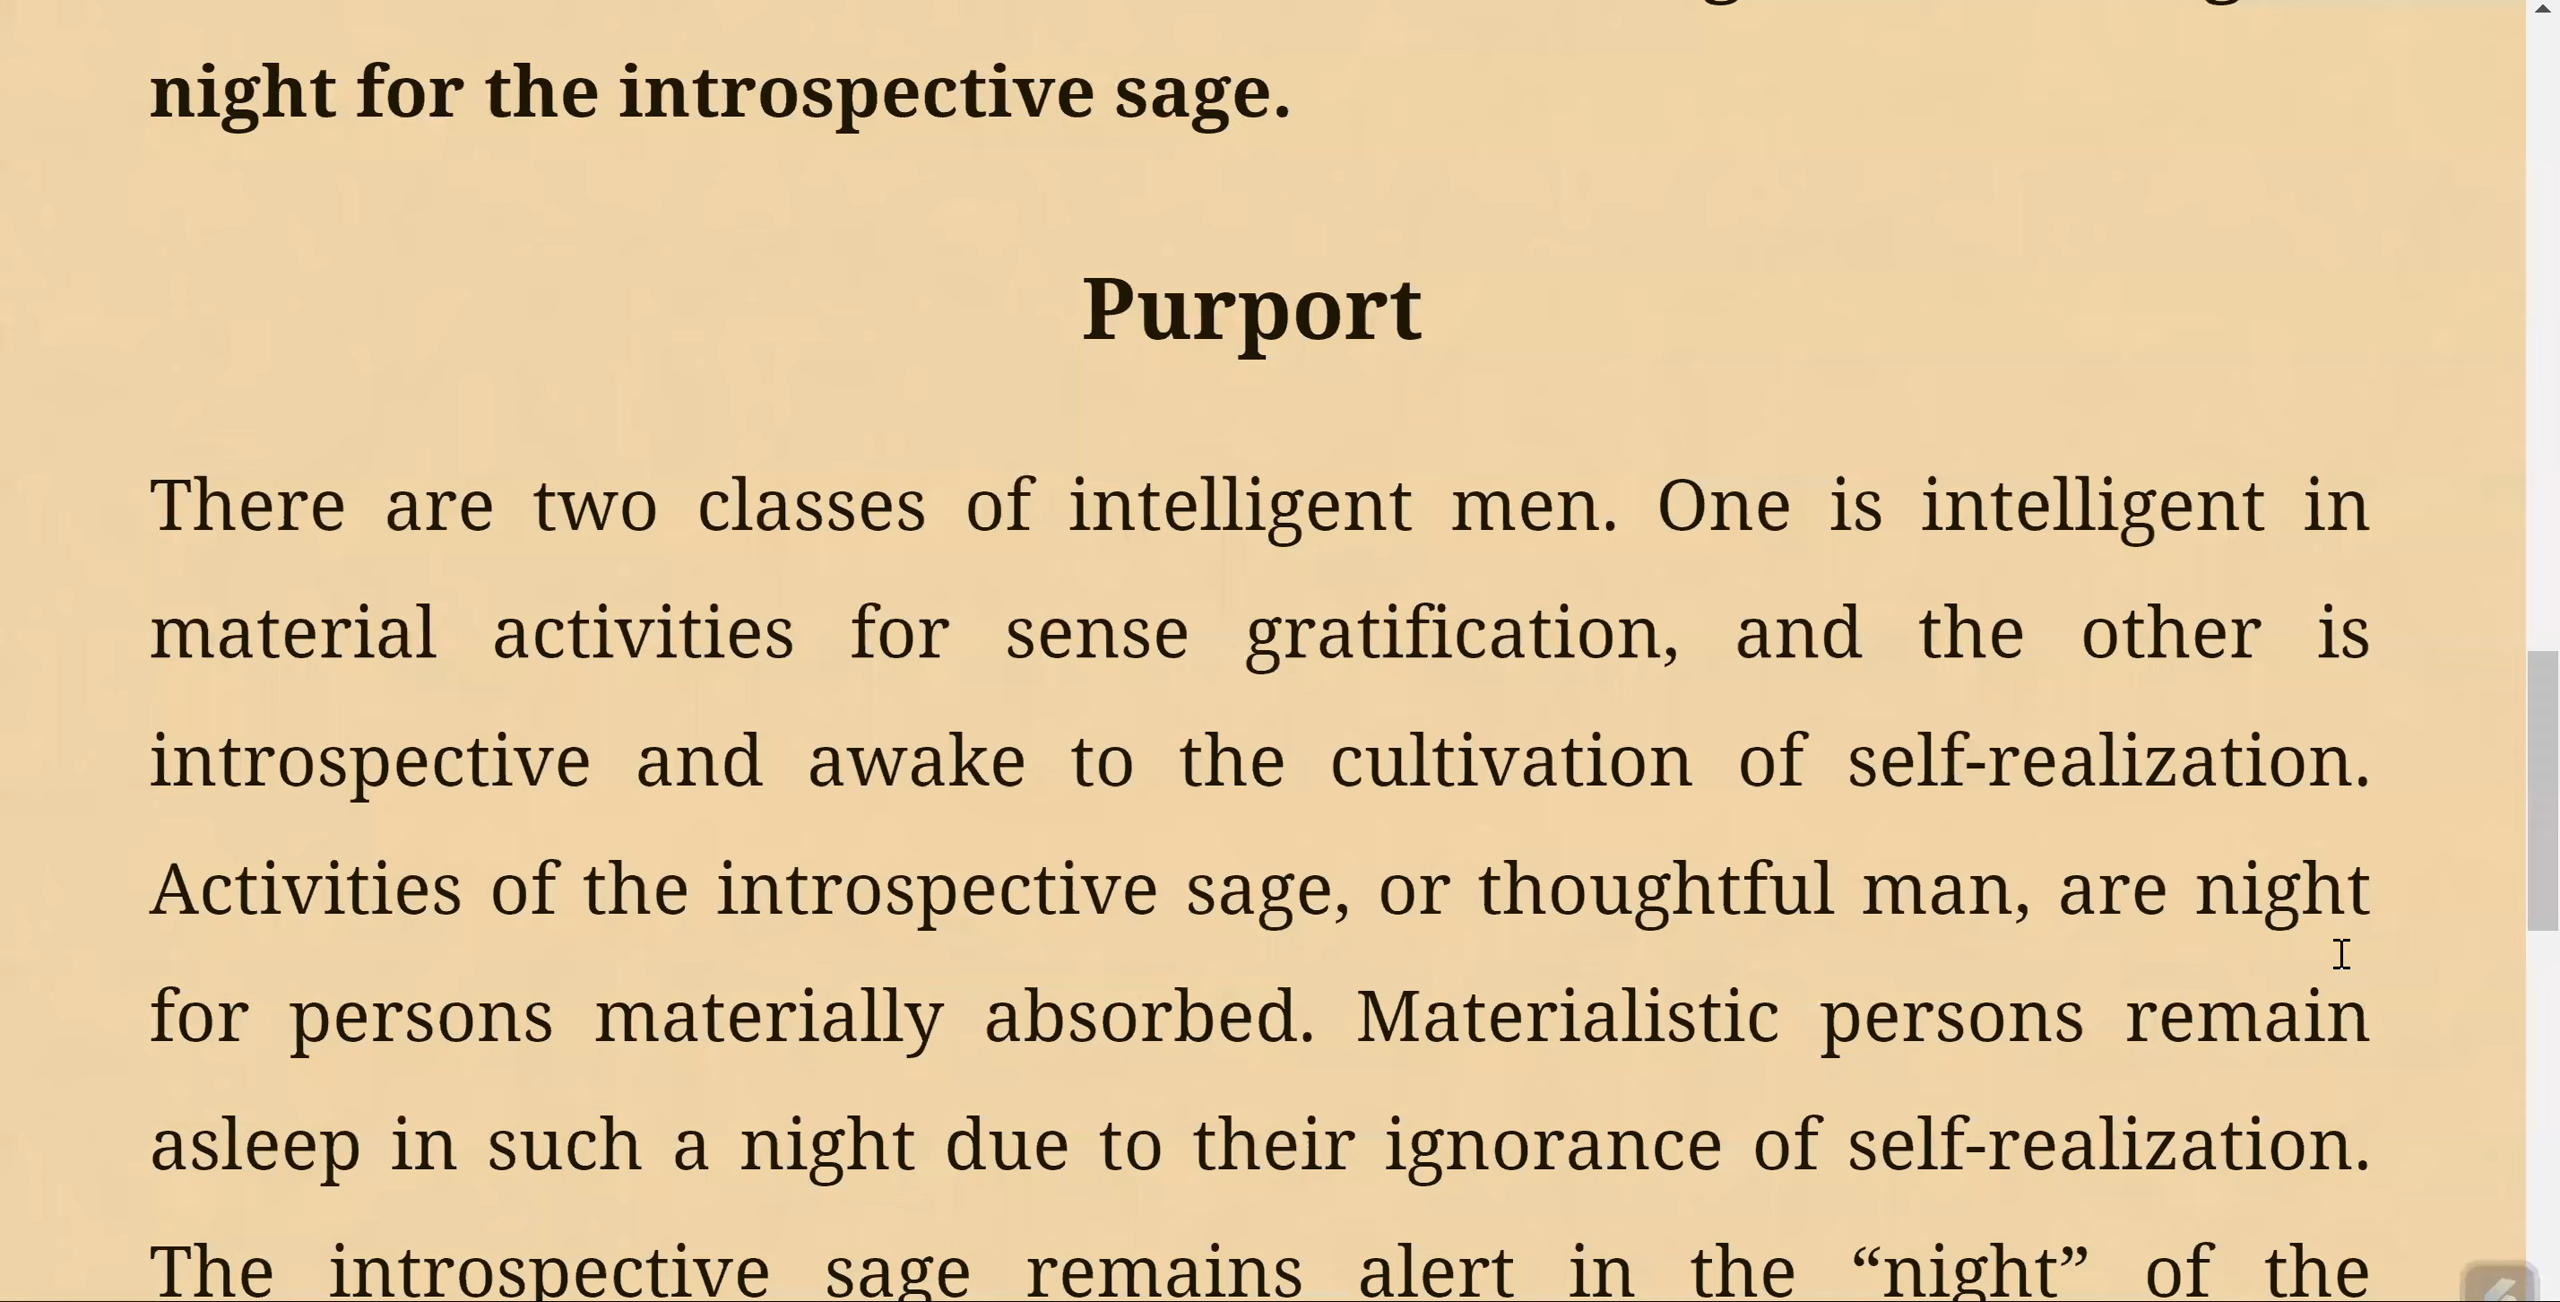 night for the introspective sage.
Purport
There are two classes of intelligent men. One is intelligent in
material activities for sense gratification, and the other is
introspective and awake to the cultivation of self-realization.
Activities of the introspective sage, or thoughtful man, are night
for persons materially absorbed. Materialistic persons remain
asleep in such a night due to their ignorance of self-realization.
The introspective sage remains alert in the “night” of the